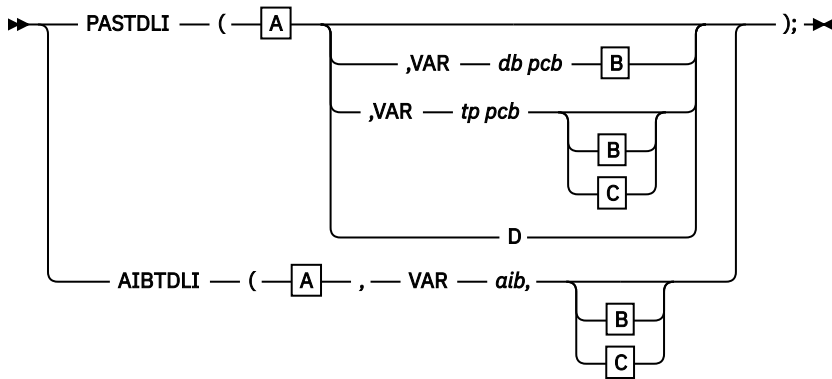 PASTDLI ( A );
,VAR db pcb B
,VAR tp pcb
B
C
D
AIBTDLI ( A , VAR aib,
B
C